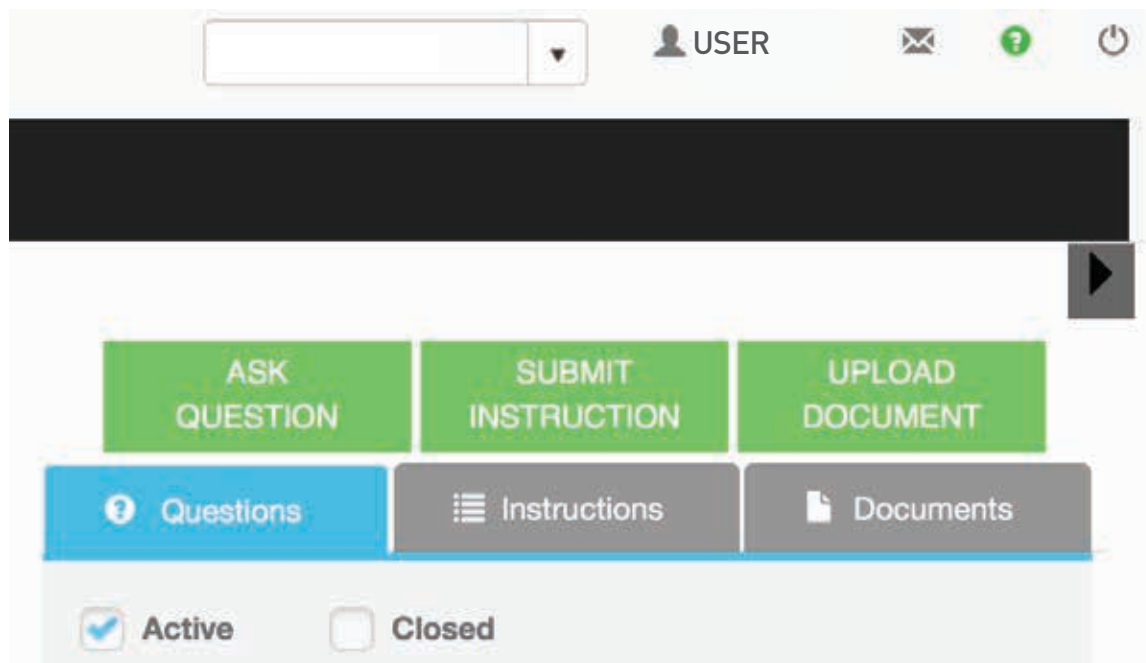 USER
ASK
QUESTION
SUBMIT
INSTRUCTION
UPLOAD
DOCUMENT
Questions
Instructions
Documents
Active
Closed